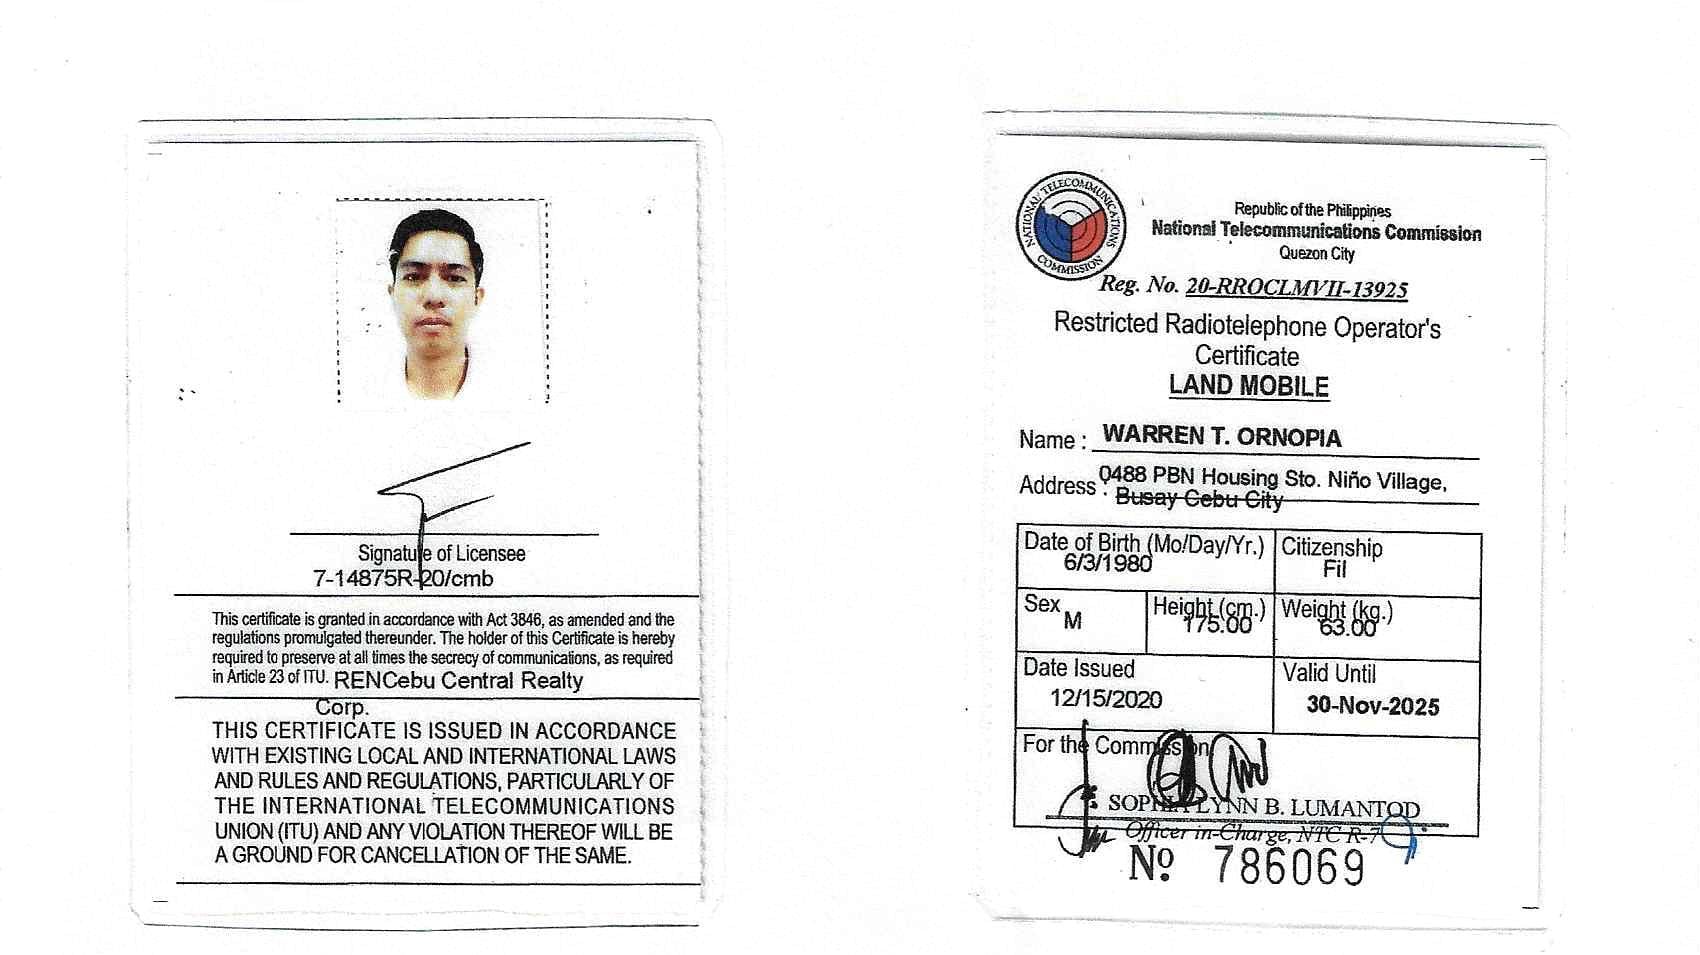 Signature of Licensee
7-14875R-20/cmb
This certificate is granted in accordance with Act 3846, as amended and the
regulations promulgated thereunder. The holder of this Certificate is hereby
required to preserve at all times the secrecy of communications, as required
in Article 23 of ITU. RENCebu Central Realty
Corp.
THIS CERTIFICATE IS ISSUED IN ACCORDANCE
WITH EXISTING LOCAL AND INTERNATIONAL LAWS
AND RULES AND REGULATIONS, PARTICULARLY OF
THE INTERNATIONAL TELECOMMUNICATIONS
UNION (ITU) AND ANY VIOLATION THEREOF WILL BE
A GROUND FOR CANCELLATION OF THE SAME.
NATIONAL TELECOMMUNICATIONS COMMISSION
Republic of the Philippines
National Telecommunications Commission
Quezon City
Reg. No. 20-RROCLMVII-13925
Restricted Radiotelephone Operator's
Certificate
LAND MOBILE
Name : WARREN T. ORNOPIA
Address : 0488 PBN Housing Sto. Niño Village,
Busay Cebu City
Date of Birth (Mo/Day/Yr.) Citizenship
6/3/1980 Fil
Sex Height (cm.) Weight (kg.)
M 175.00 63.00
Date Issued Valid Until
12/15/2020 30-Nov-2025
For the Commission
SOPHIA LYNN B. LUMANTOD
Officer in-Charge, NTC R-7
Nº 786069